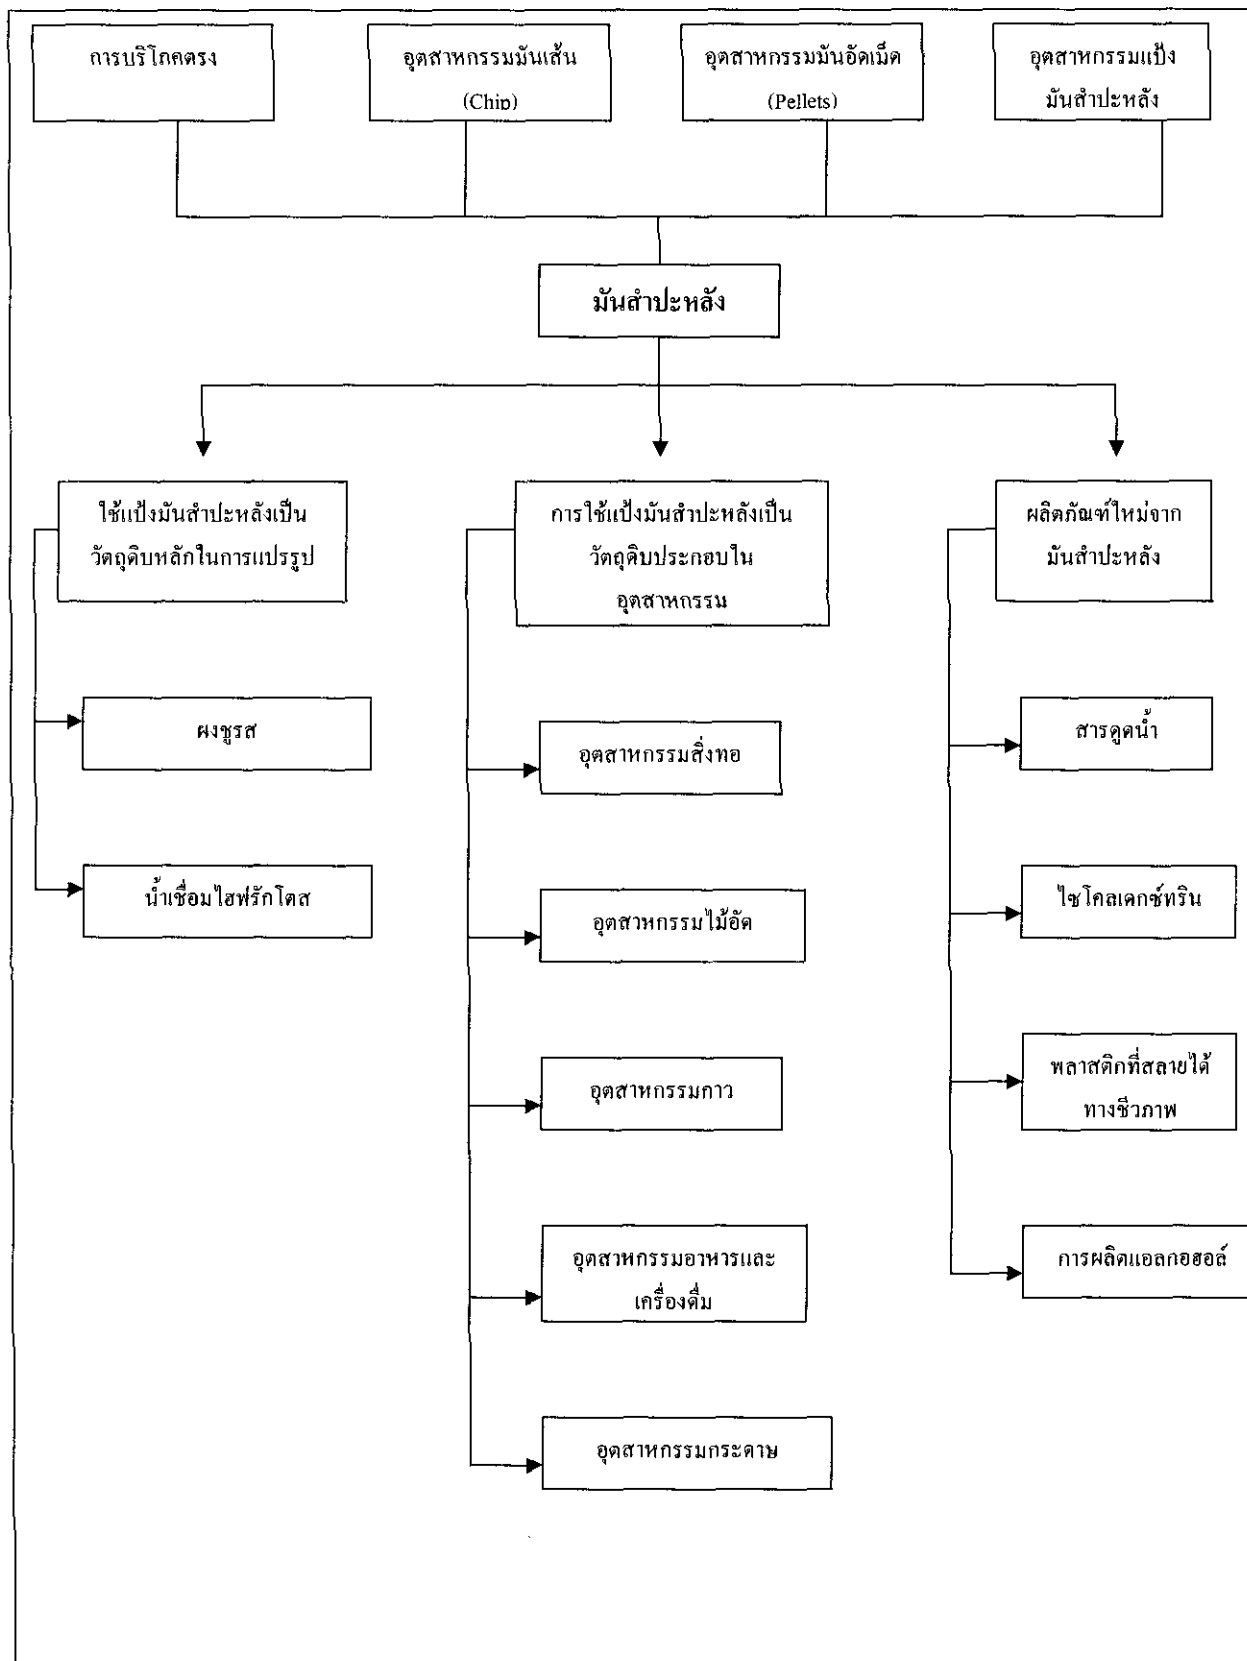 การบริโภคตรง
อุตสาหกรรมมันเส้น
(Chip)
อุตสาหกรรมมันอัดเม็ด
(Pellets)
อุตสาหกรรมแป้ง
มันสำปะหลัง
มันสำปะหลัง
ใช้แป้งมันสำปะหลังเป็น
วัตถุดิบหลักในการแปรรูป
การใช้แป้งมันสำปะหลังเป็น
วัตถุดิบประกอบใน
อุตสาหกรรม
ผลิตภัณฑ์ใหม่จาก
มันสำปะหลัง
ผงชูรส
น้ำเชื่อมไฮฟรักโตส
อุตสาหกรรมสิ่งทอ
อุตสาหกรรมไม้อัด
อุตสาหกรรมกาว
อุตสาหกรรมอาหารและ
เครื่องดื่ม
อุตสาหกรรมกระดาษ
สารดูดน้ำ
ไซโคลเดกซ์ทริน
พลาสติกที่สลายได้
ทางชีวภาพ
การผลิตแอลกอฮอล์